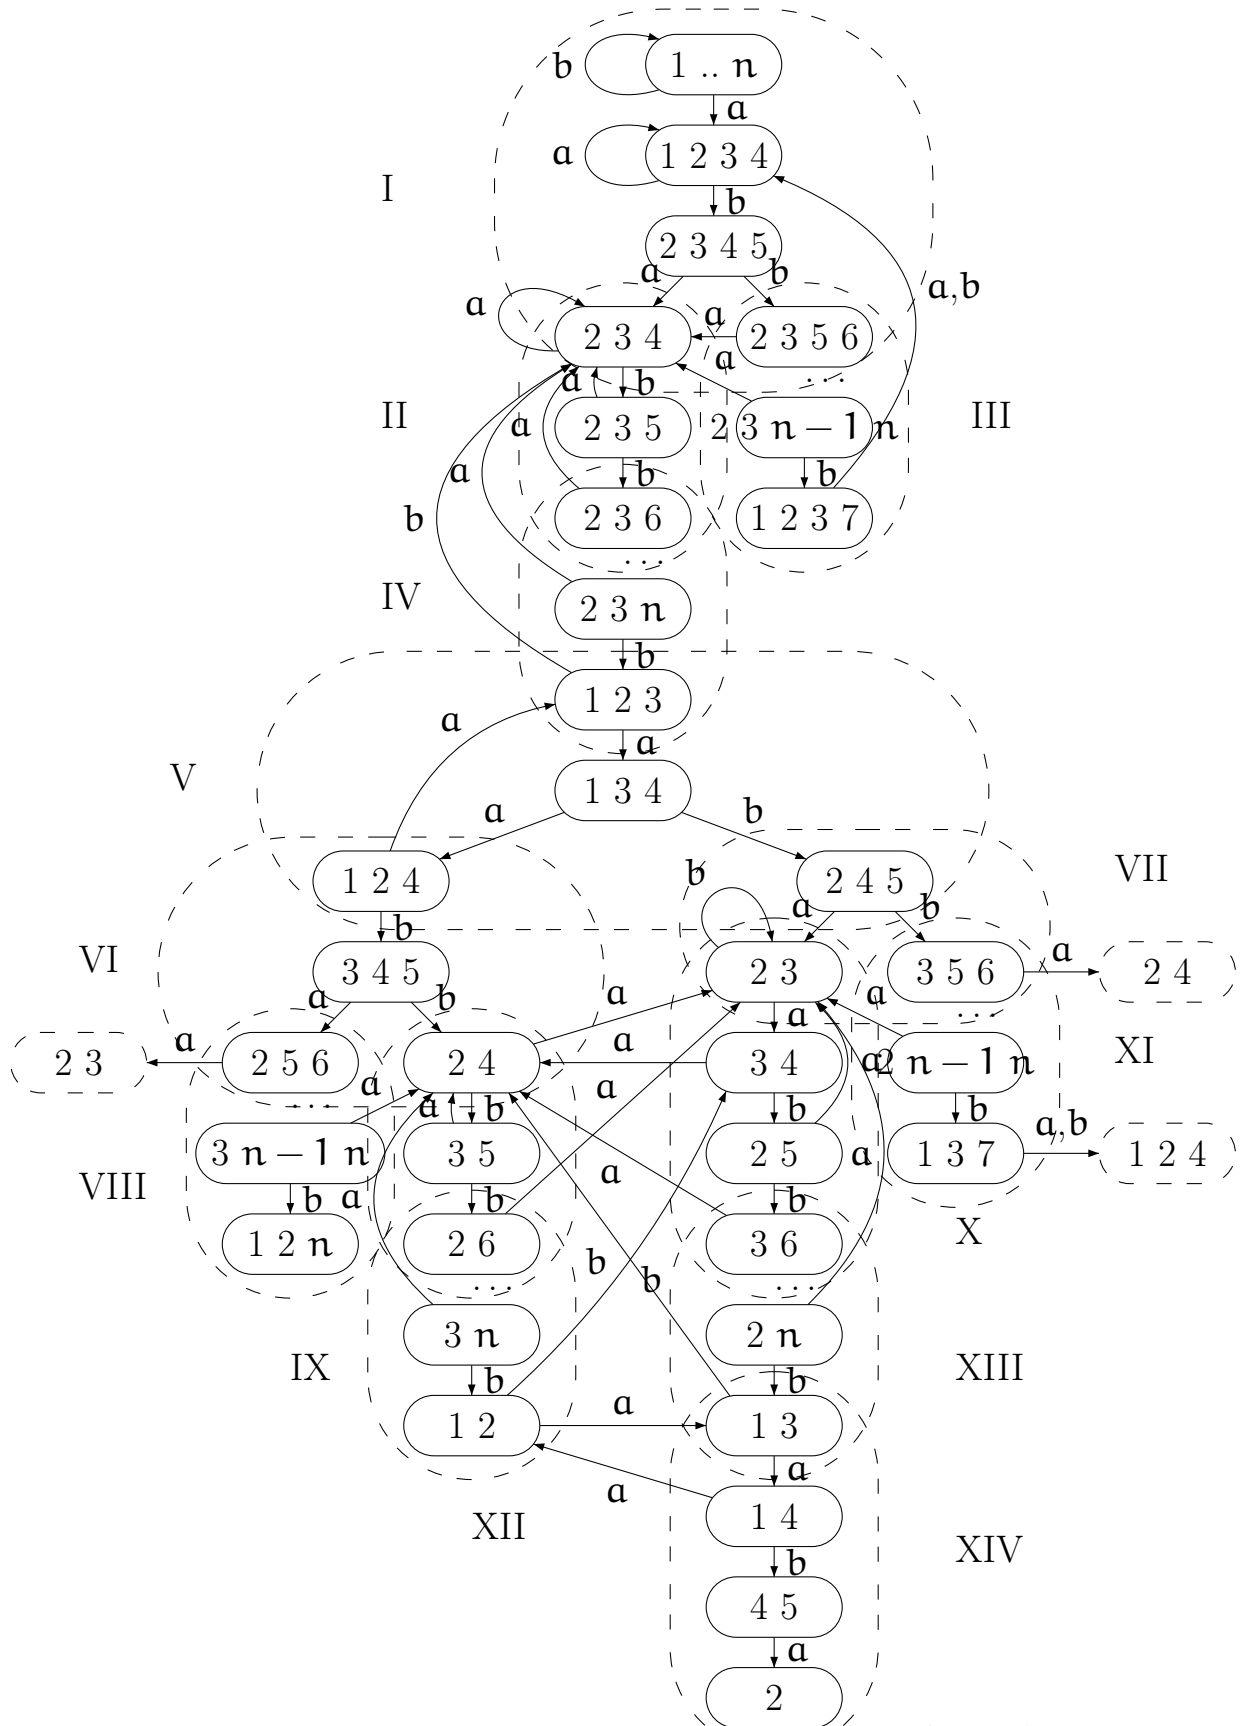 b
1 .. n
a
a
1 2 3 4
I
b
2 3 4 5
a
b
a,b
a
a
2 3 4
2 3 5 6
a
. . .
a
b
II
a
2 3 5
2 3 n − 1 n
III
a
b
b
b
2 3 6
1 2 3 7
. . .
IV
2 3 n
b
1 2 3
a
a
V
1 3 4
a
b
b
1 2 4
2 4 5
VII
a
b
b
VI
3 4 5
2 3
3 5 6
a
2 4
a
b
a
a
a
. . .
2 3
a
2 5 6
2 4
a
3 4
a
2 n − 1 n
XI
. . .
a
a
b
a
b
b
a,b
3 n − 1 n
3 5
2 5
a
1 3 7
1 2 4
VIII
b
a
b
a
b
1 2 n
2 6
3 6
X
b
b
. . .
. . .
3 n
2 n
IX
b
b
XIII
1 2
a
1 3
a
a
XII
1 4
XIV
b
4 5
a
2